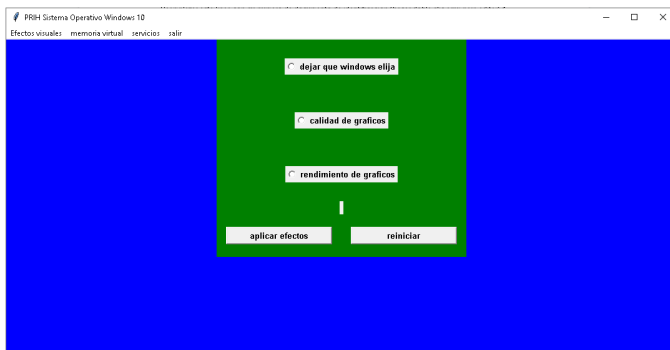 PRIH Sistema Operativo Windows 10
Efectos visuales memoria virtual servicios salir
dejar que windows elija
calidad de graficos
rendimiento de graficos
aplicar efectos reiniciar